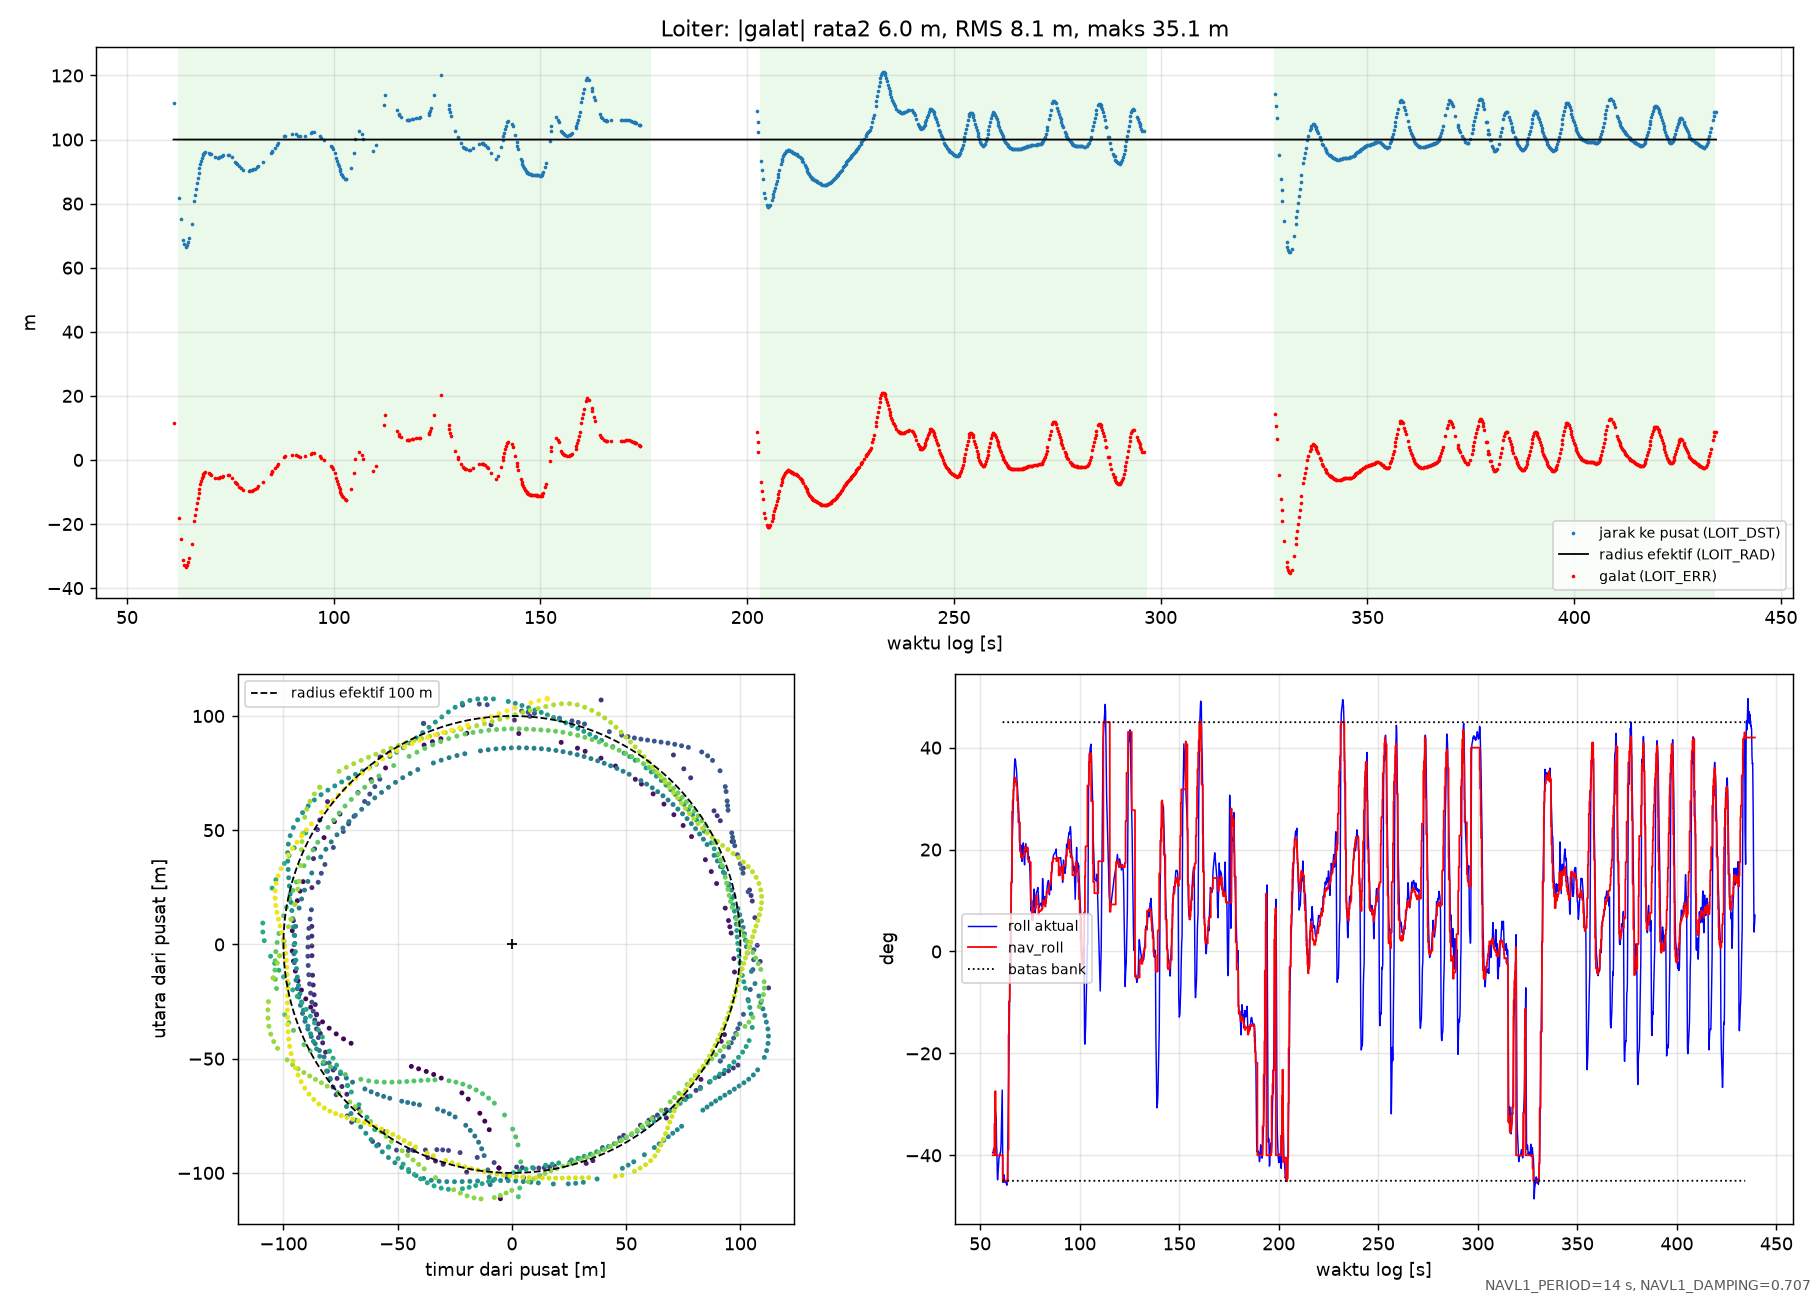 Loiter: |galat| rata2 6.0 m, RMS 8.1 m, maks 35.1 m
120
100
80
60
40
20
0
−20
−40
m
jarak ke pusat (LOIT_DST)
radius efektif (LOIT_RAD)
galat (LOIT_ERR)
50 100 150 200 250 300 350 400 450
waktu log [s]
radius efektif 100 m
100
50
0
−50
−100
utara dari pusat [m]
−100 −50 0 50 100
timur dari pusat [m]
40
20
0
−20
−40
deg
roll aktual
nav_roll
batas bank
50 100 150 200 250 300 350 400 450
waktu log [s]
NAVL1_PERIOD=14 s, NAVL1_DAMPING=0.707